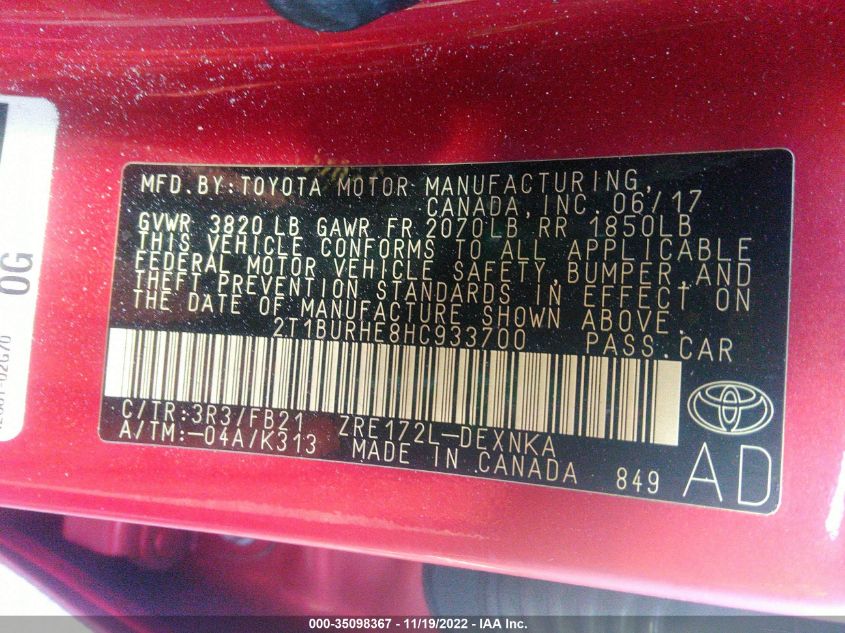 MFD. BY: TOYOTA MOTOR MANUFACTURING,
CANADA, INC. 06/17
GVWR 3820 LB GAWR FR 2070LB RR 1850LB
THIS VEHICLE CONFORMS TO ALL APPLICABLE
FEDERAL MOTOR VEHICLE SAFETY, BUMPER, AND
THEFT PREVENTION STANDARDS IN EFFECT ON
THE DATE OF MANUFACTURE SHOWN ABOVE.
2T1BURHE8HC933700 PASS. CAR
C/TR: 3R3/FB21 ZRE172L-DEXNKA
A/TM: -04A/K313 MADE IN CANADA 849
AD
0G
000-35098367 - 11/19/2022 - IAA Inc.